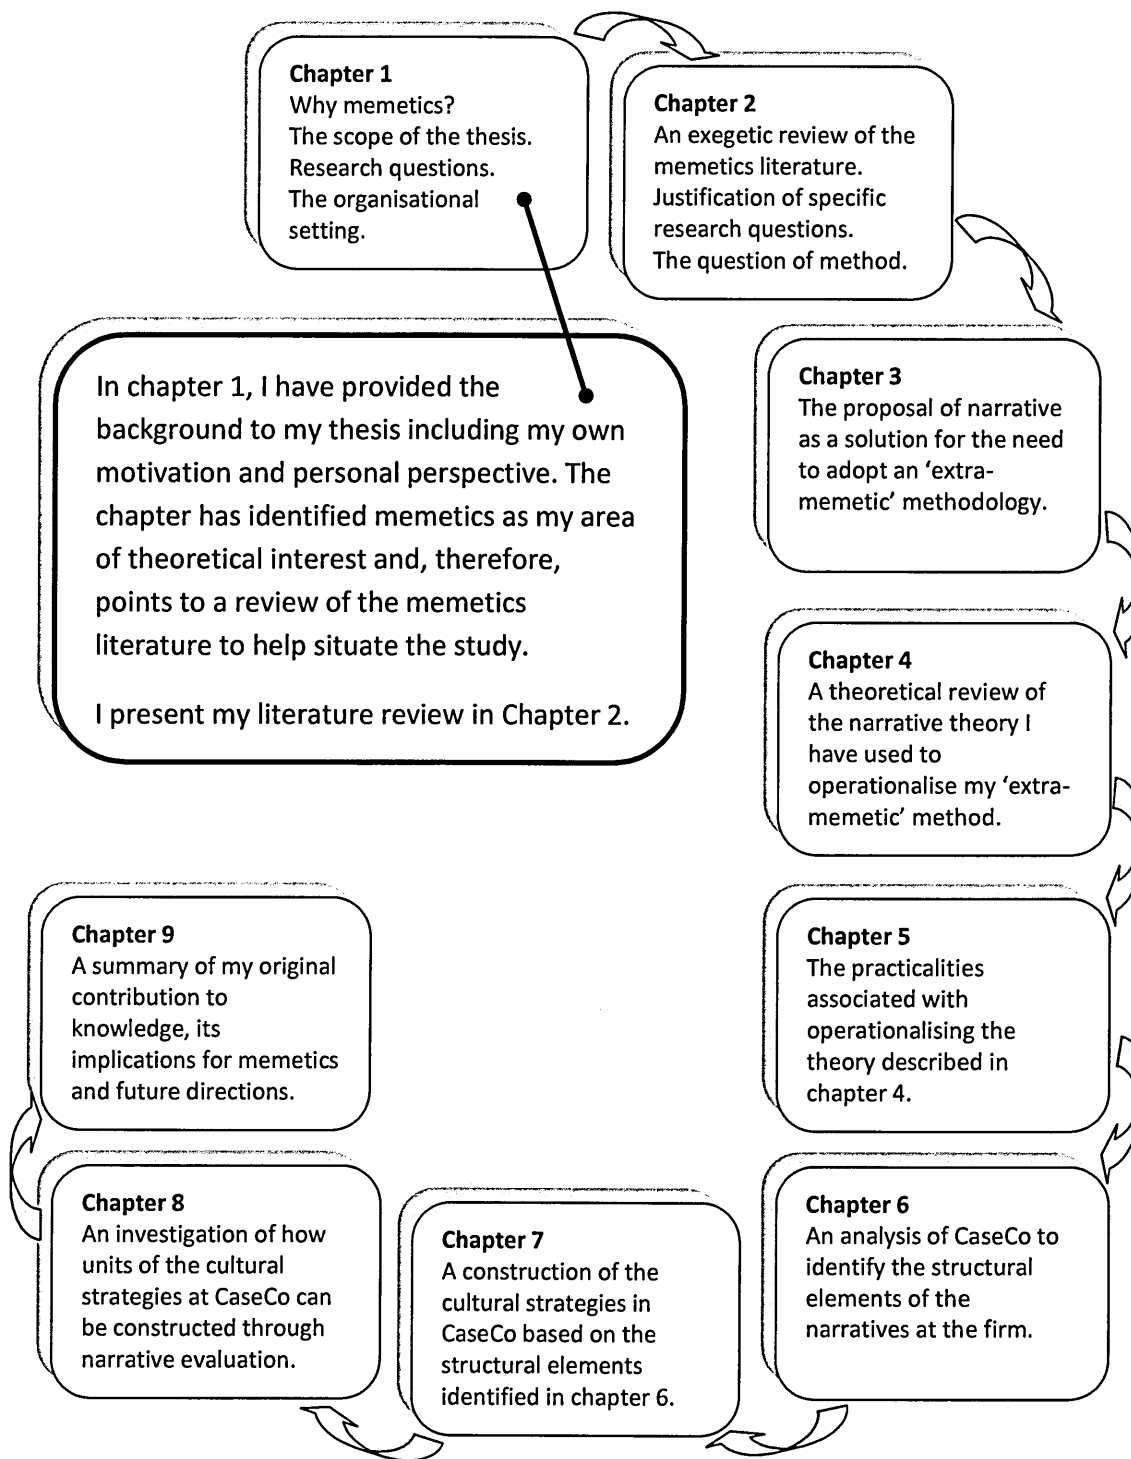 Chapter 1
Why memetics?
The scope of the thesis.
Research questions.
The organisational
setting.
Chapter 2
An exegetic review of the
memetics literature.
Justification of specific
research questions.
The question of method.
In chapter 1, I have provided the
background to my thesis including my own
motivation and personal perspective. The
chapter has identified memetics as my area
of theoretical interest and, therefore,
points to a review of the memetics
literature to help situate the study.
I present my literature review in Chapter 2.
Chapter 3
The proposal of narrative
as a solution for the need
to adopt an ‘extra-
memetic’ methodology.
Chapter 4
A theoretical review of
the narrative theory I
have used to
operationalise my ‘extra-
memetic’ method.
Chapter 5
The practicalities
associated with
operationalising the
theory described in
chapter 4.
Chapter 6
An analysis of CaseCo to
identify the structural
elements of the
narratives at the firm.
Chapter 7
A construction of the
cultural strategies in
CaseCo based on the
structural elements
identified in chapter 6.
Chapter 8
An investigation of how
units of the cultural
strategies at CaseCo can
be constructed through
narrative evaluation.
Chapter 9
A summary of my original
contribution to
knowledge, its
implications for memetics
and future directions.